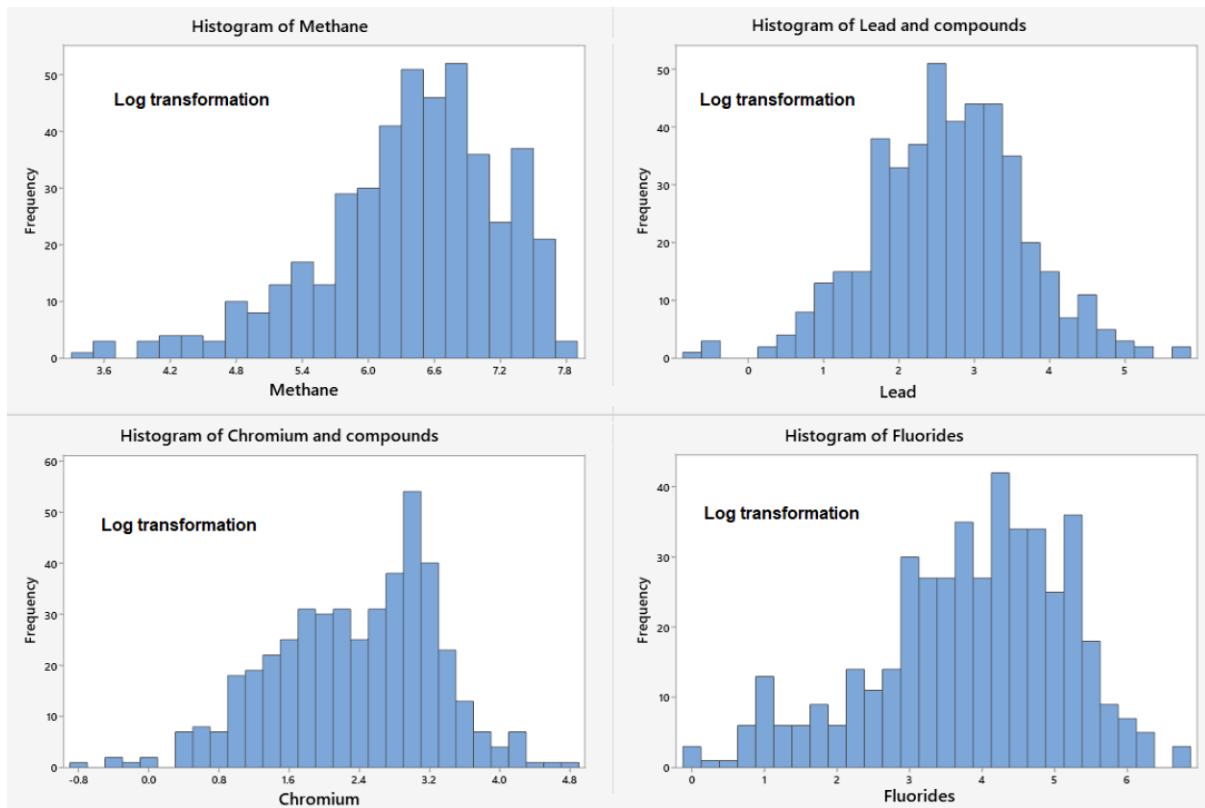 Histogram of Methane
Log transformation
Frequency
50
40
30
20
10
0
3.6 4.2 4.8 5.4 6.0 6.6 7.2 7.8
Methane
Histogram of Lead and compounds
Log transformation
Frequency
50
40
30
20
10
0
0 1 2 3 4 5
Lead
Histogram of Chromium and compounds
Log transformation
Frequency
60
50
40
30
20
10
0
-0.8 0.0 0.8 1.6 2.4 3.2 4.0 4.8
Chromium
Histogram of Fluorides
Log transformation
Frequency
40
30
20
10
0
0 1 2 3 4 5 6
Fluorides